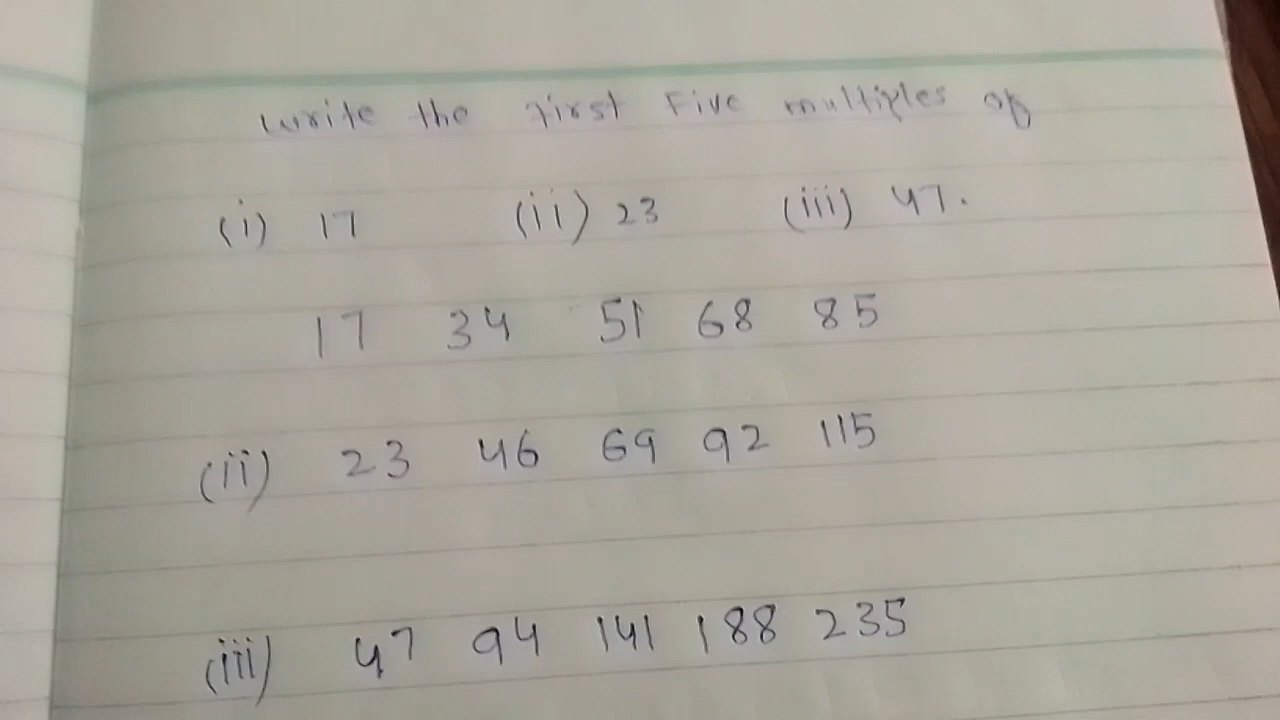 Write the first Five multiples of
(i) 17 (ii) 23 (iii) 47.
17 34 51 68 85
(ii) 23 46 69 92 115
(iii) 47 94 141 188 235